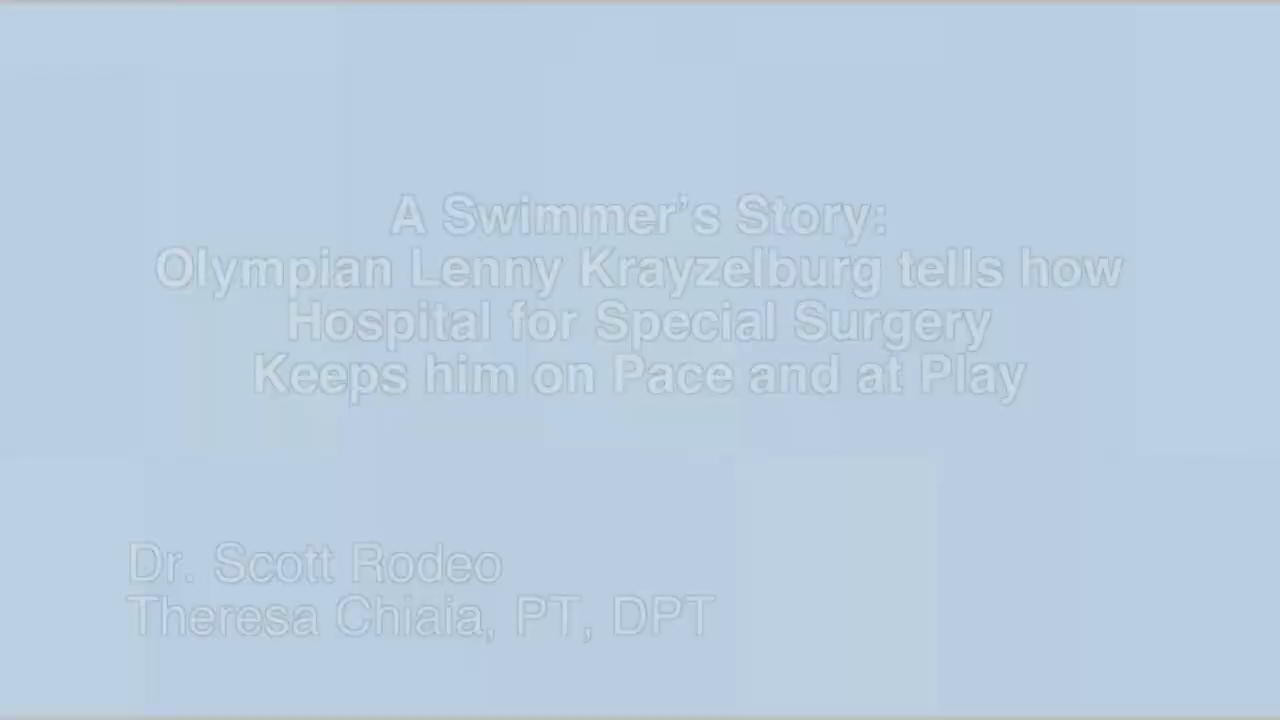 A Swimmer’s Story:
Olympian Lenny Krayzelburg tells how
Hospital for Special Surgery
Keeps him on Pace and at Play
Dr. Scott Rodeo
Theresa Chiaia, PT, DPT